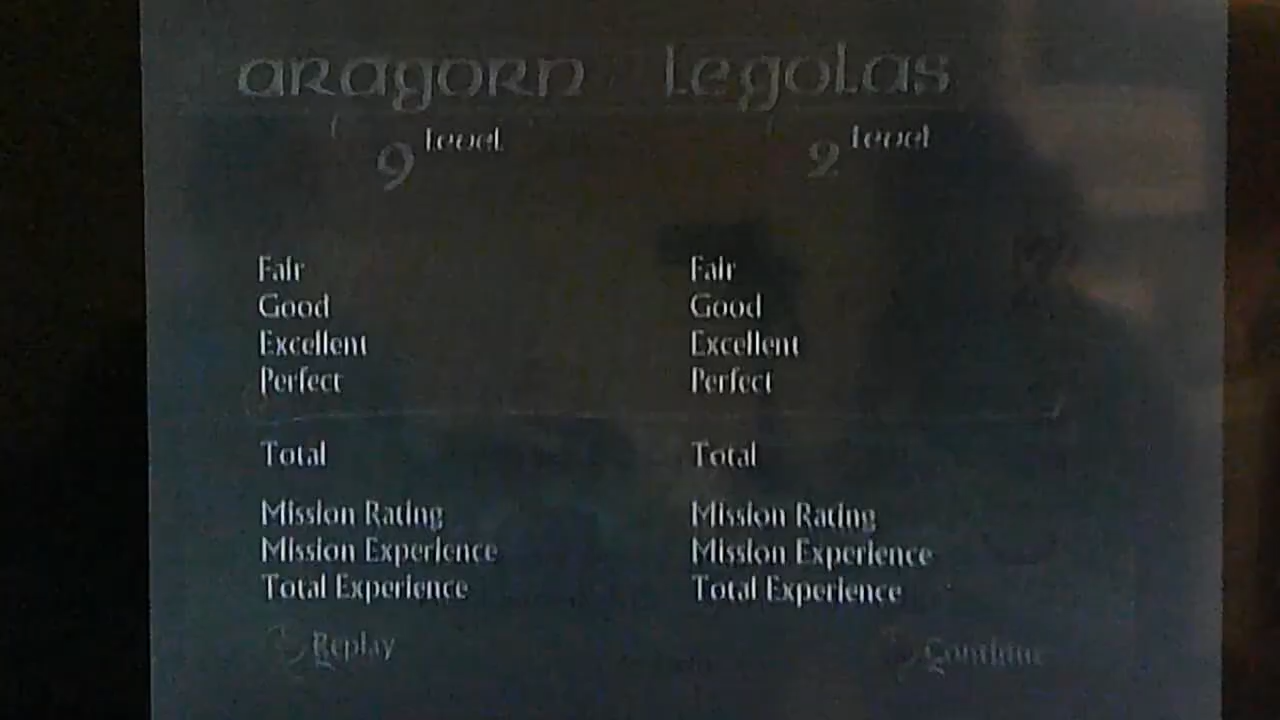 aragorn legolas
9 Level 2 Level
Fair Fair
Good Good
Excellent Excellent
Perfect Perfect
Total Total
Mission Rating Mission Rating
Mission Experience Mission Experience
Total Experience Total Experience
Replay Continue